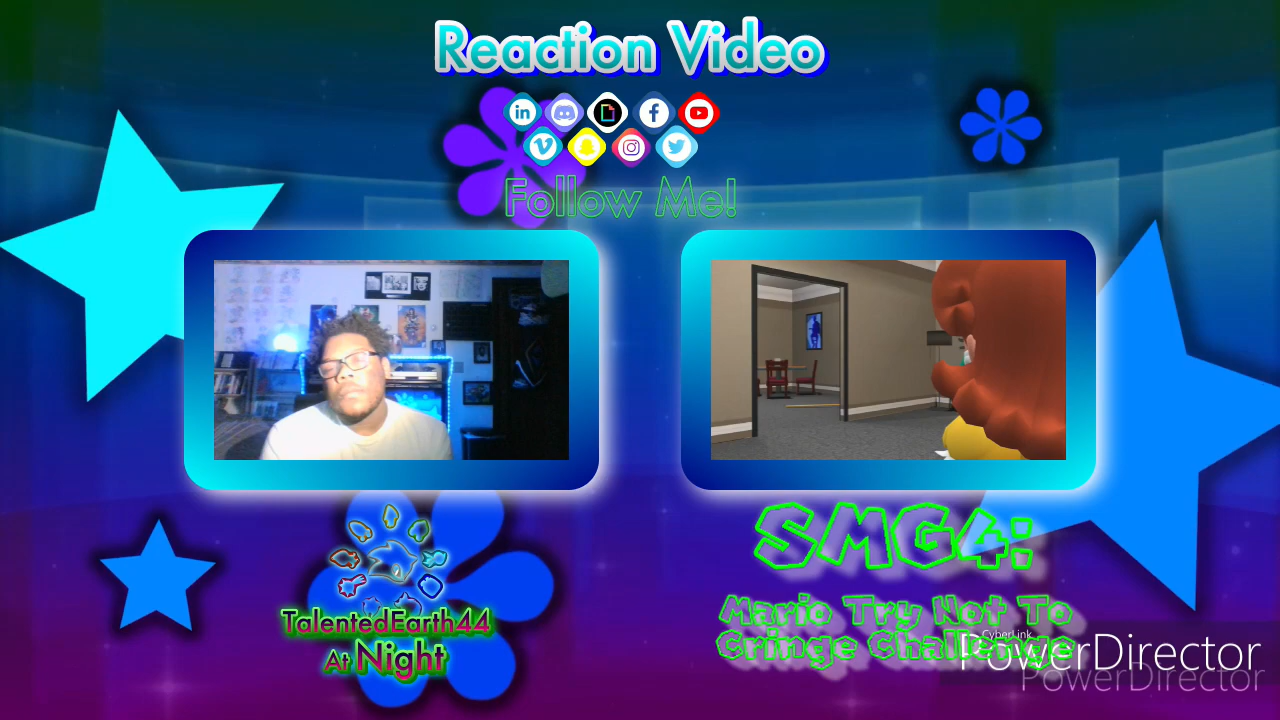 Reaction Video
Follow Me!
SMG4:
TalentedEarth44
At Night
Mario Try Not To
Cringe Challenge
CyberLink
PowerDirector
PowerDirector